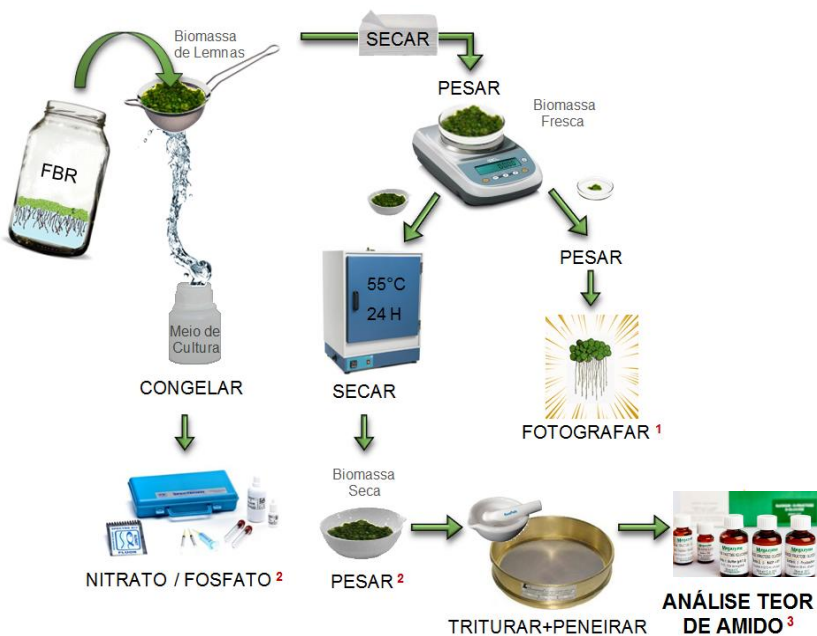 Biomassa
de Lemnas
SECAR
PESAR
Biomassa
Fresca
FBR
PESAR
55°C
24 H
Meio de
Cultura
CONGELAR
SECAR
FOTOGRAFAR 1
Biomassa
Seca
NITRATO / FOSFATO 2
PESAR 2
TRITURAR+PENEIRAR
Megazyme
ANÁLISE TEOR
DE AMIDO 3